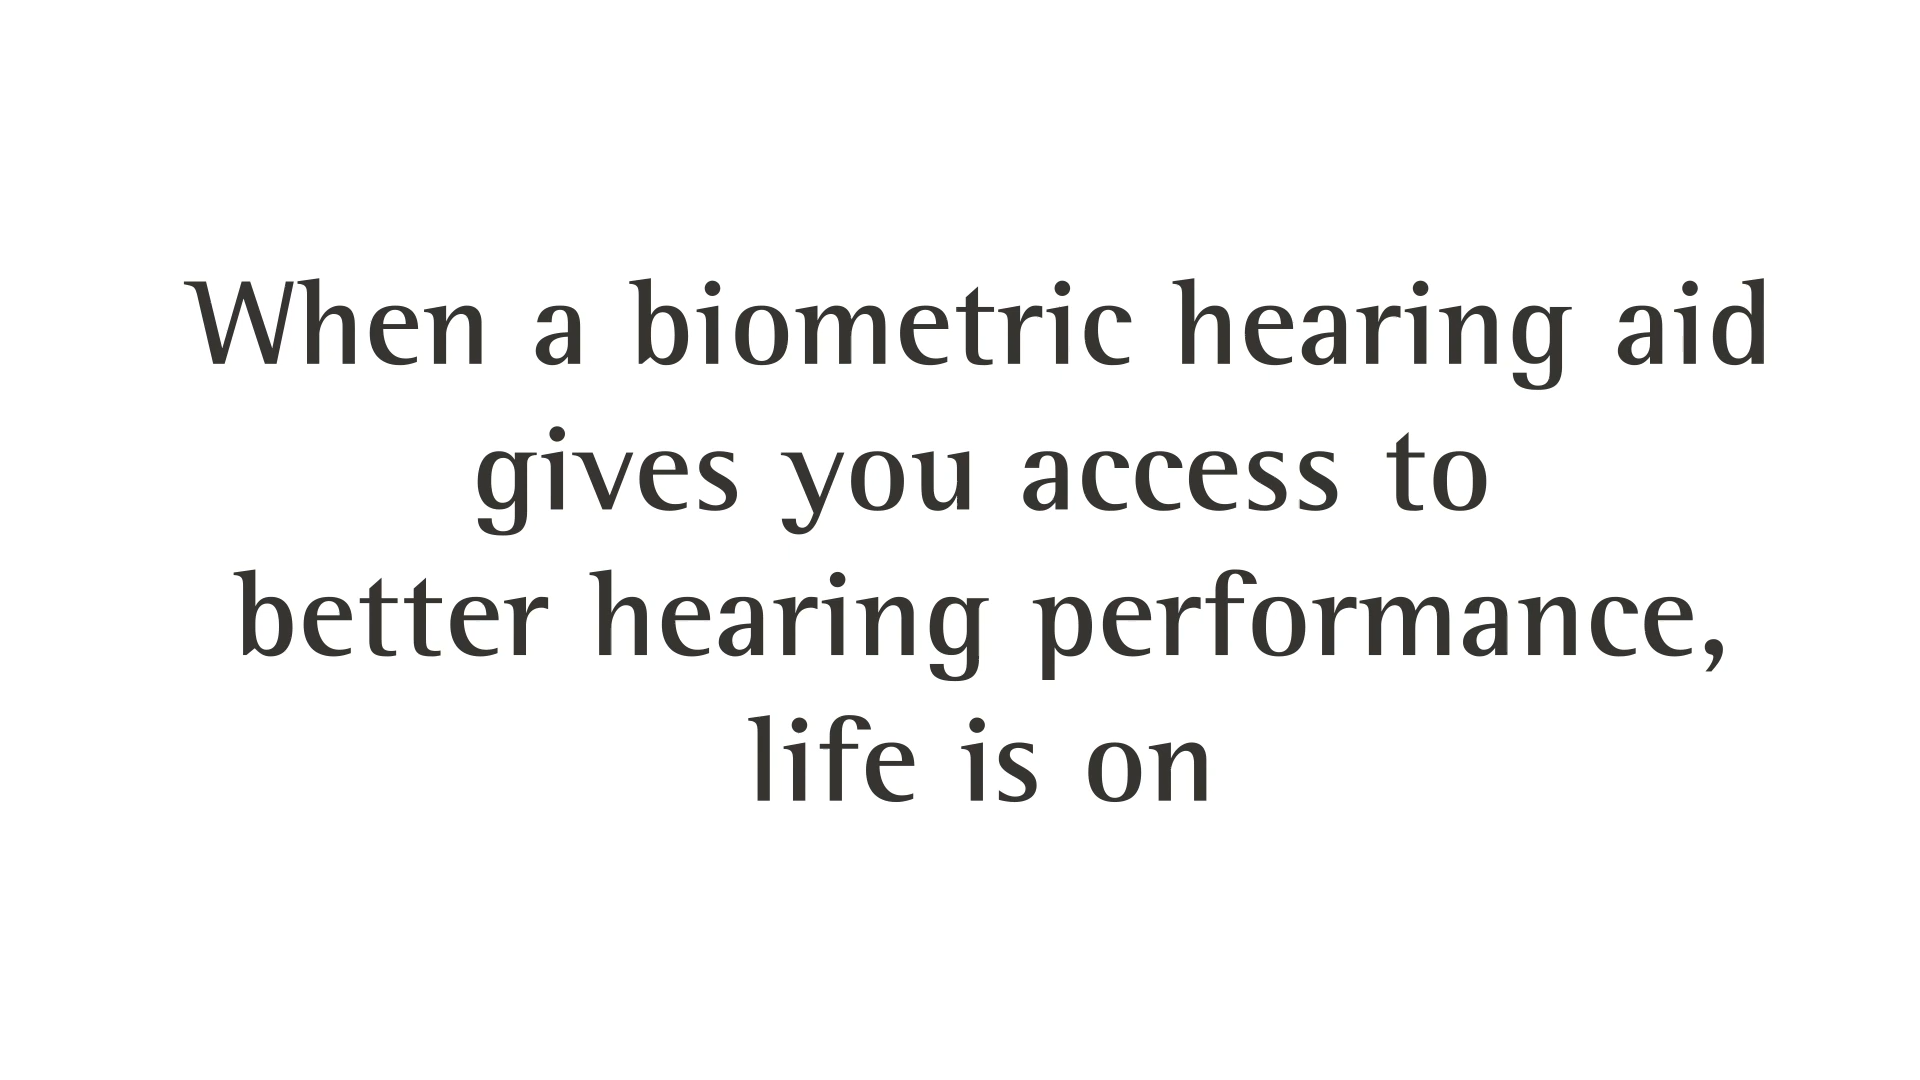 When a biometric hearing aid
gives you access to
better hearing performance,
life is on